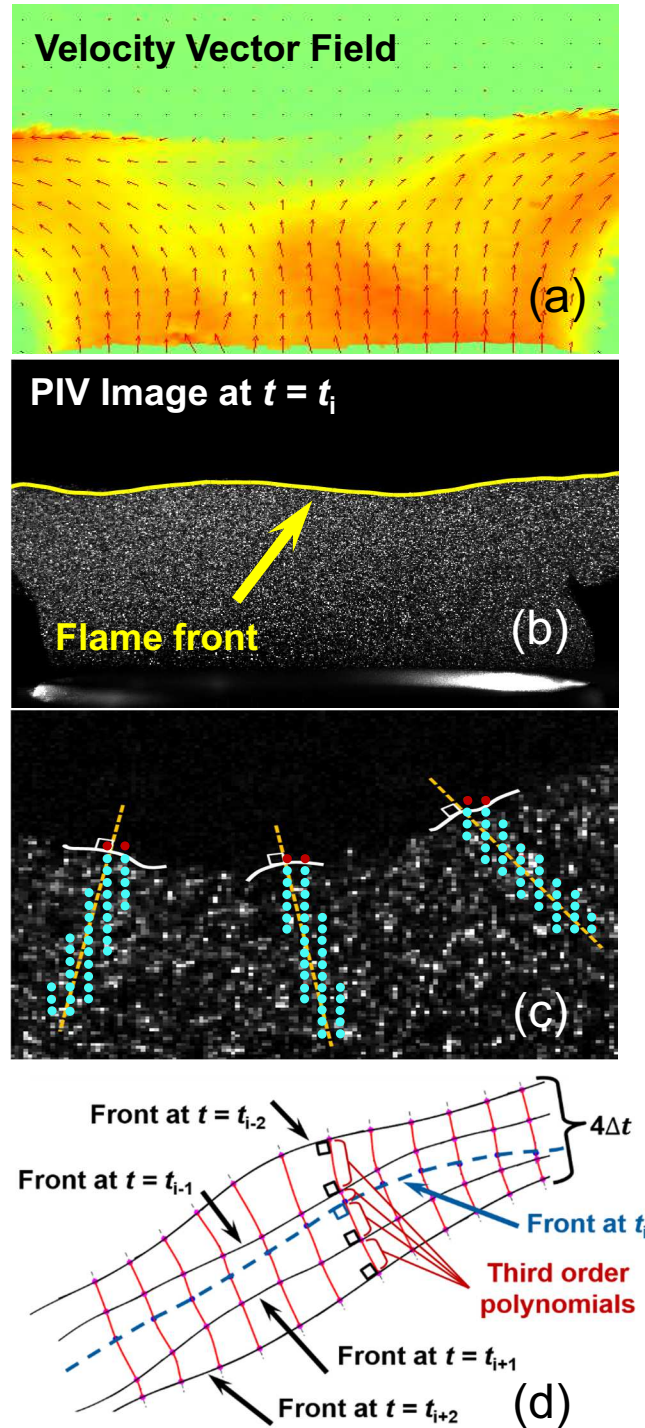 Velocity Vector Field
(a)
PIV Image at t = tᵢ
Flame front
(b)
(c)
Front at t = tᵢ₋₂
4Δt
Front at t = tᵢ₋₁
Front at tᵢ
Third order
polynomials
Front at t = tᵢ₊₁
Front at t = tᵢ₊₂
(d)